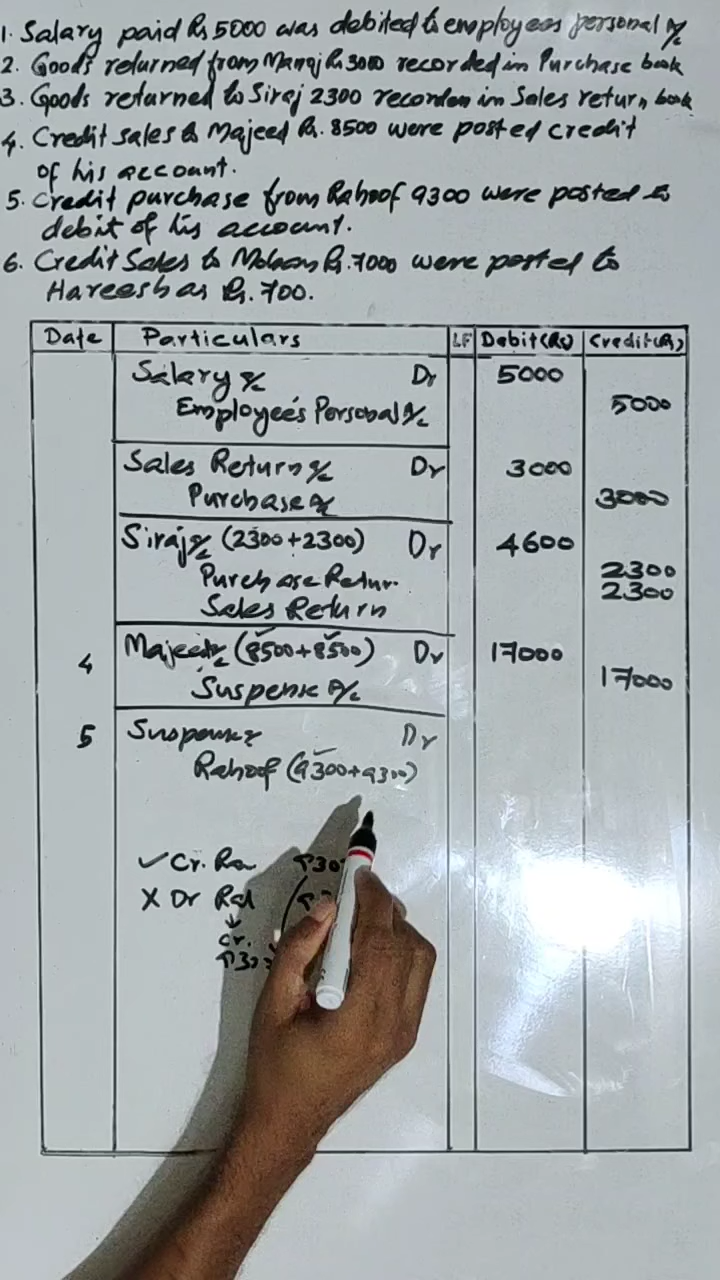 1. Salary paid Rs 5000 was debited to employees personal A/c
2. Goods returned from Manoj Rs 3000 recorded in Purchase book
3. Goods returned to Siraj 2300 recorded in Sales return book
4. Credit sales to Majeed Rs. 8500 were posted credit
of his account.
5. Credit purchase from Rahoof 9300 were posted to
debit of his account.
6. Credit Sales to Rs. 7000 were posted to
Hareesh as Rs. 700.
Date Particulars LF Debit(Rs) Credit(Rs)
Salary A/c Dr 5000
Employee's Personal A/c 5000
Sales Return A/c Dr 3000
Purchase A/c 3000
Siraj A/c (2300+2300) Dr 4600
Purchase Retur. 2300
Sales Return 2300
4 Majeed A/c (8500+8500) Dr 17000
Suspense A/c 17000
5 Suspense A/c Dr
Rahoof (9300+9300)
✓ Cr. Ra 930
X Dr Rah
↓
cr.